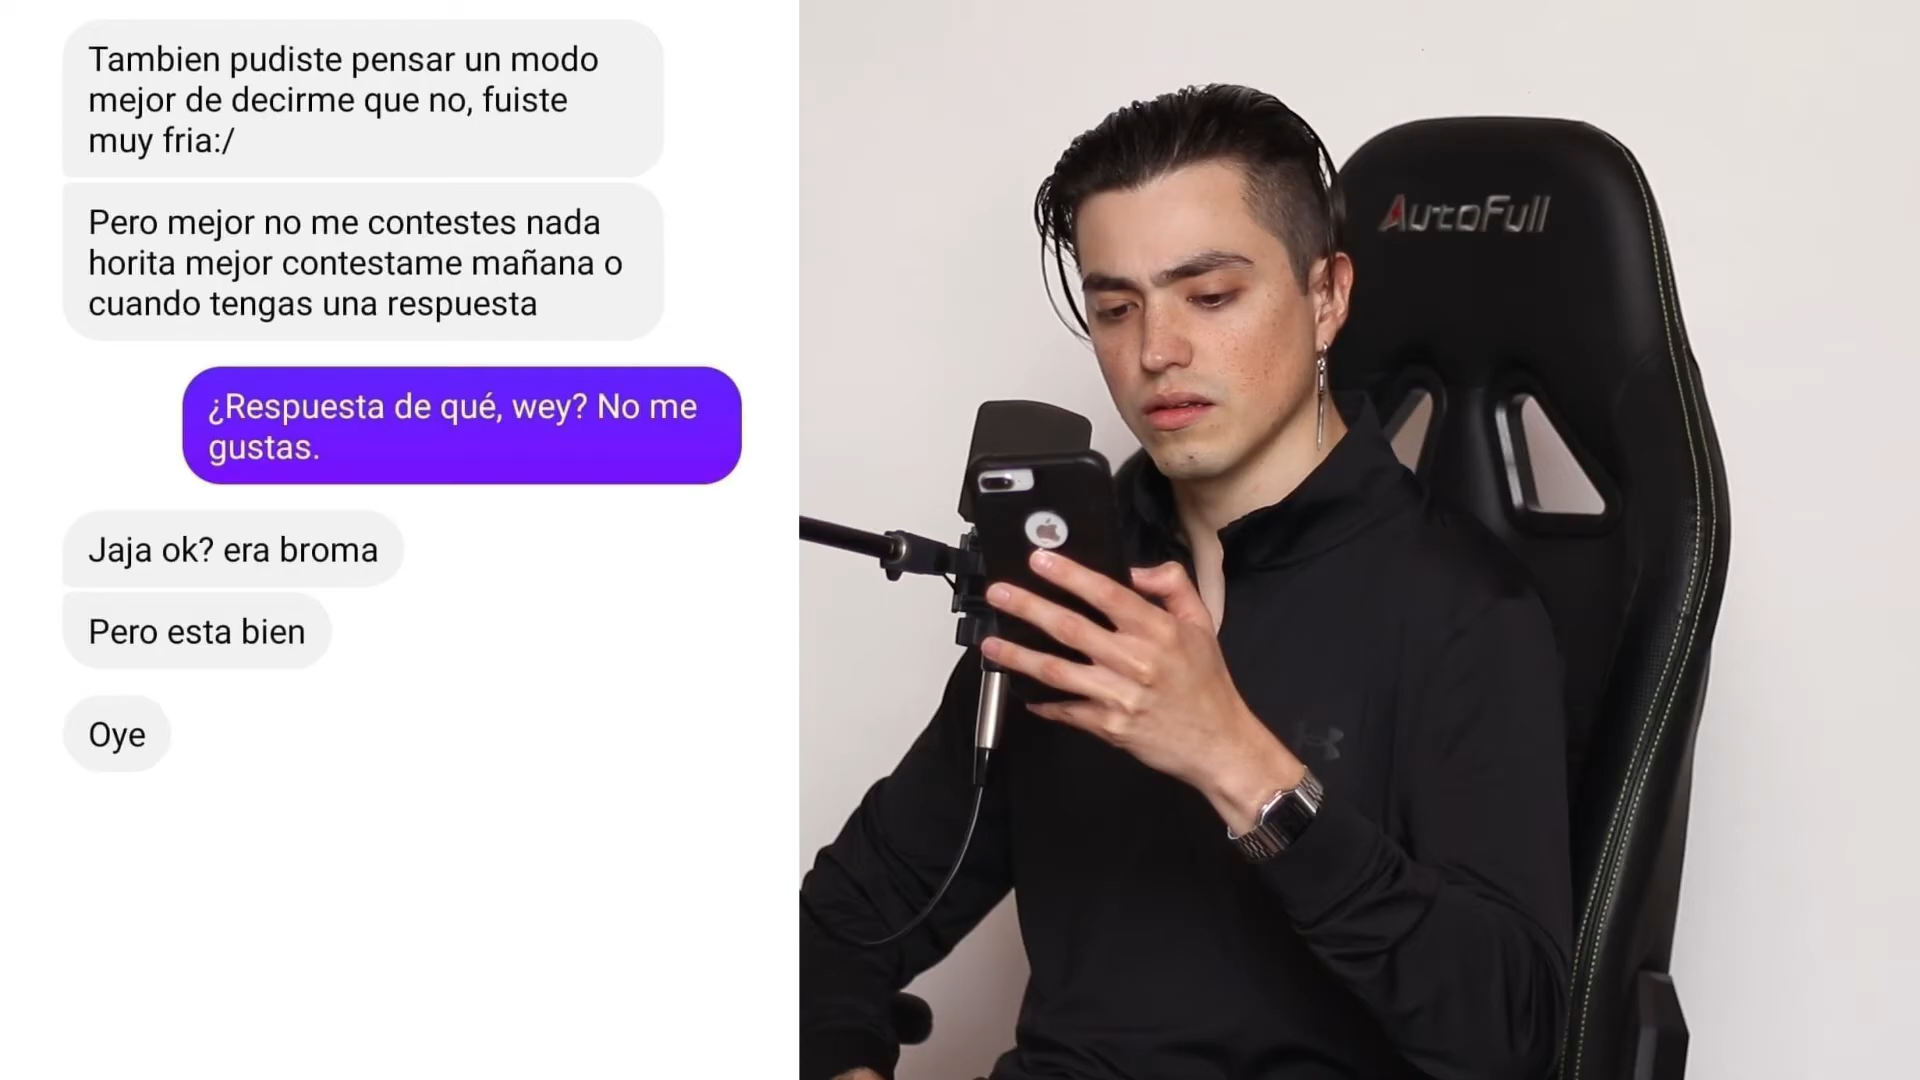 Tambien pudiste pensar un modo
mejor de decirme que no, fuiste
muy fria:/
Pero mejor no me contestes nada
horita mejor contestame mañana o
cuando tengas una respuesta
¿Respuesta de qué, wey? No me
gustas.
Jaja ok? era broma
Pero esta bien
Oye
AutoFull